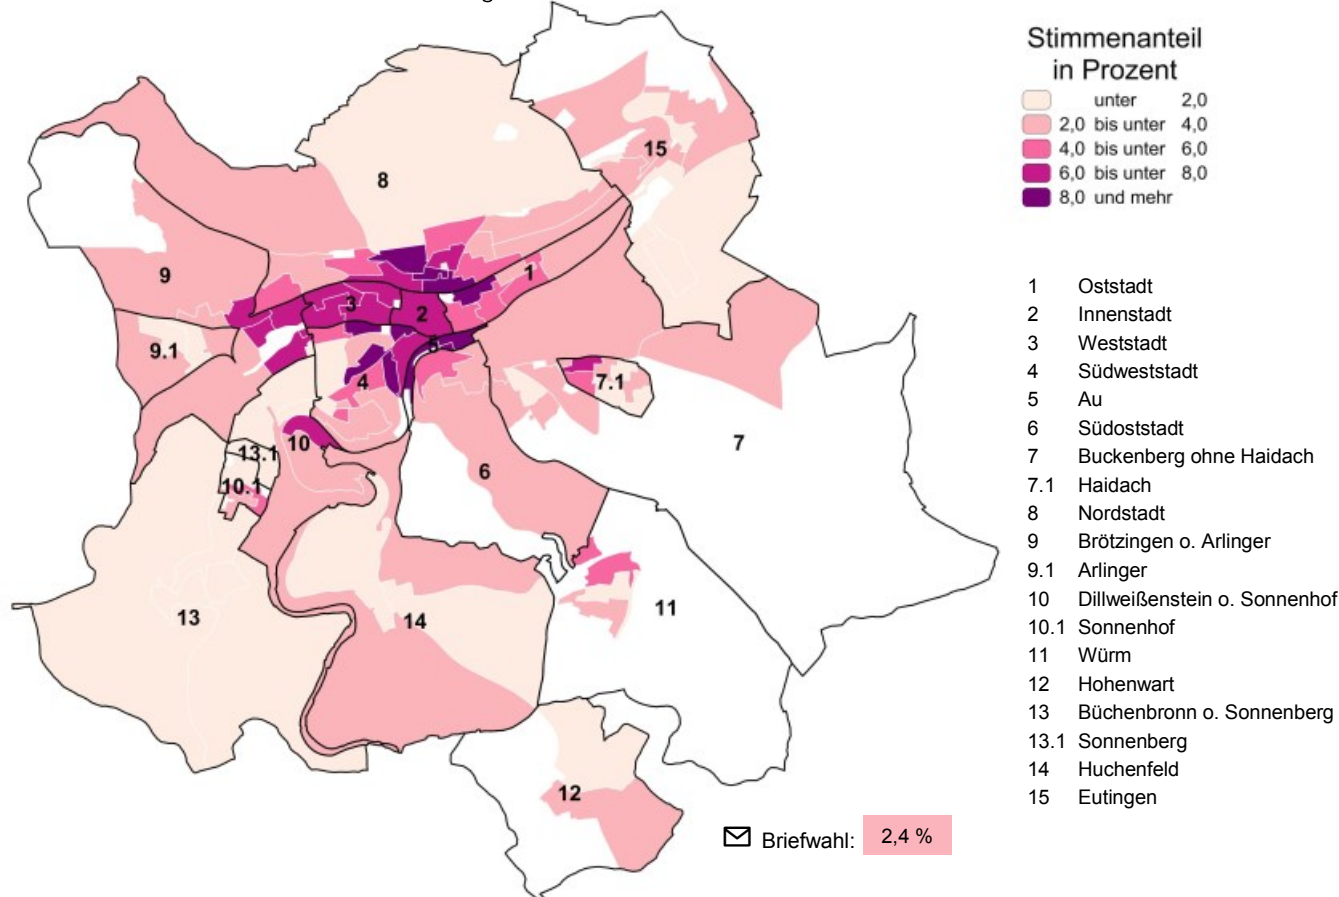 Stimmenanteil
in Prozent
unter 2,0
2,0 bis unter 4,0
4,0 bis unter 6,0
6,0 bis unter 8,0
8,0 und mehr
1 Oststadt
2 Innenstadt
3 Weststadt
4 Südweststadt
5 Au
6 Südoststadt
7 Buckenberg ohne Haidach
7.1 Haidach
8 Nordstadt
9 Brötzingen o. Arlinger
9.1 Arlinger
10 Dillweißenstein o. Sonnenhof
10.1 Sonnenhof
11 Würm
12 Hohenwart
13 Büchenbronn o. Sonnenberg
13.1 Sonnenberg
14 Huchenfeld
15 Eutingen
15
8
9
1
3
2
5
9.1
4
7.1
10
7
13.1
6
10.1
11
13
14
12
Briefwahl: 2,4 %